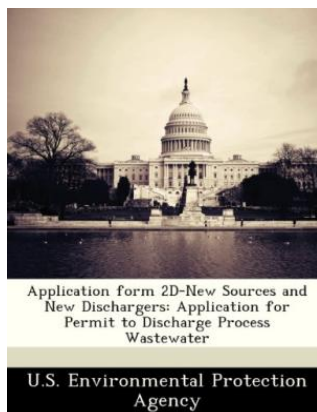 Application form 2D-New Sources and
New Dischargers: Application for
Permit to Discharge Process
Wastewater
U.S. Environmental Protection
Agency